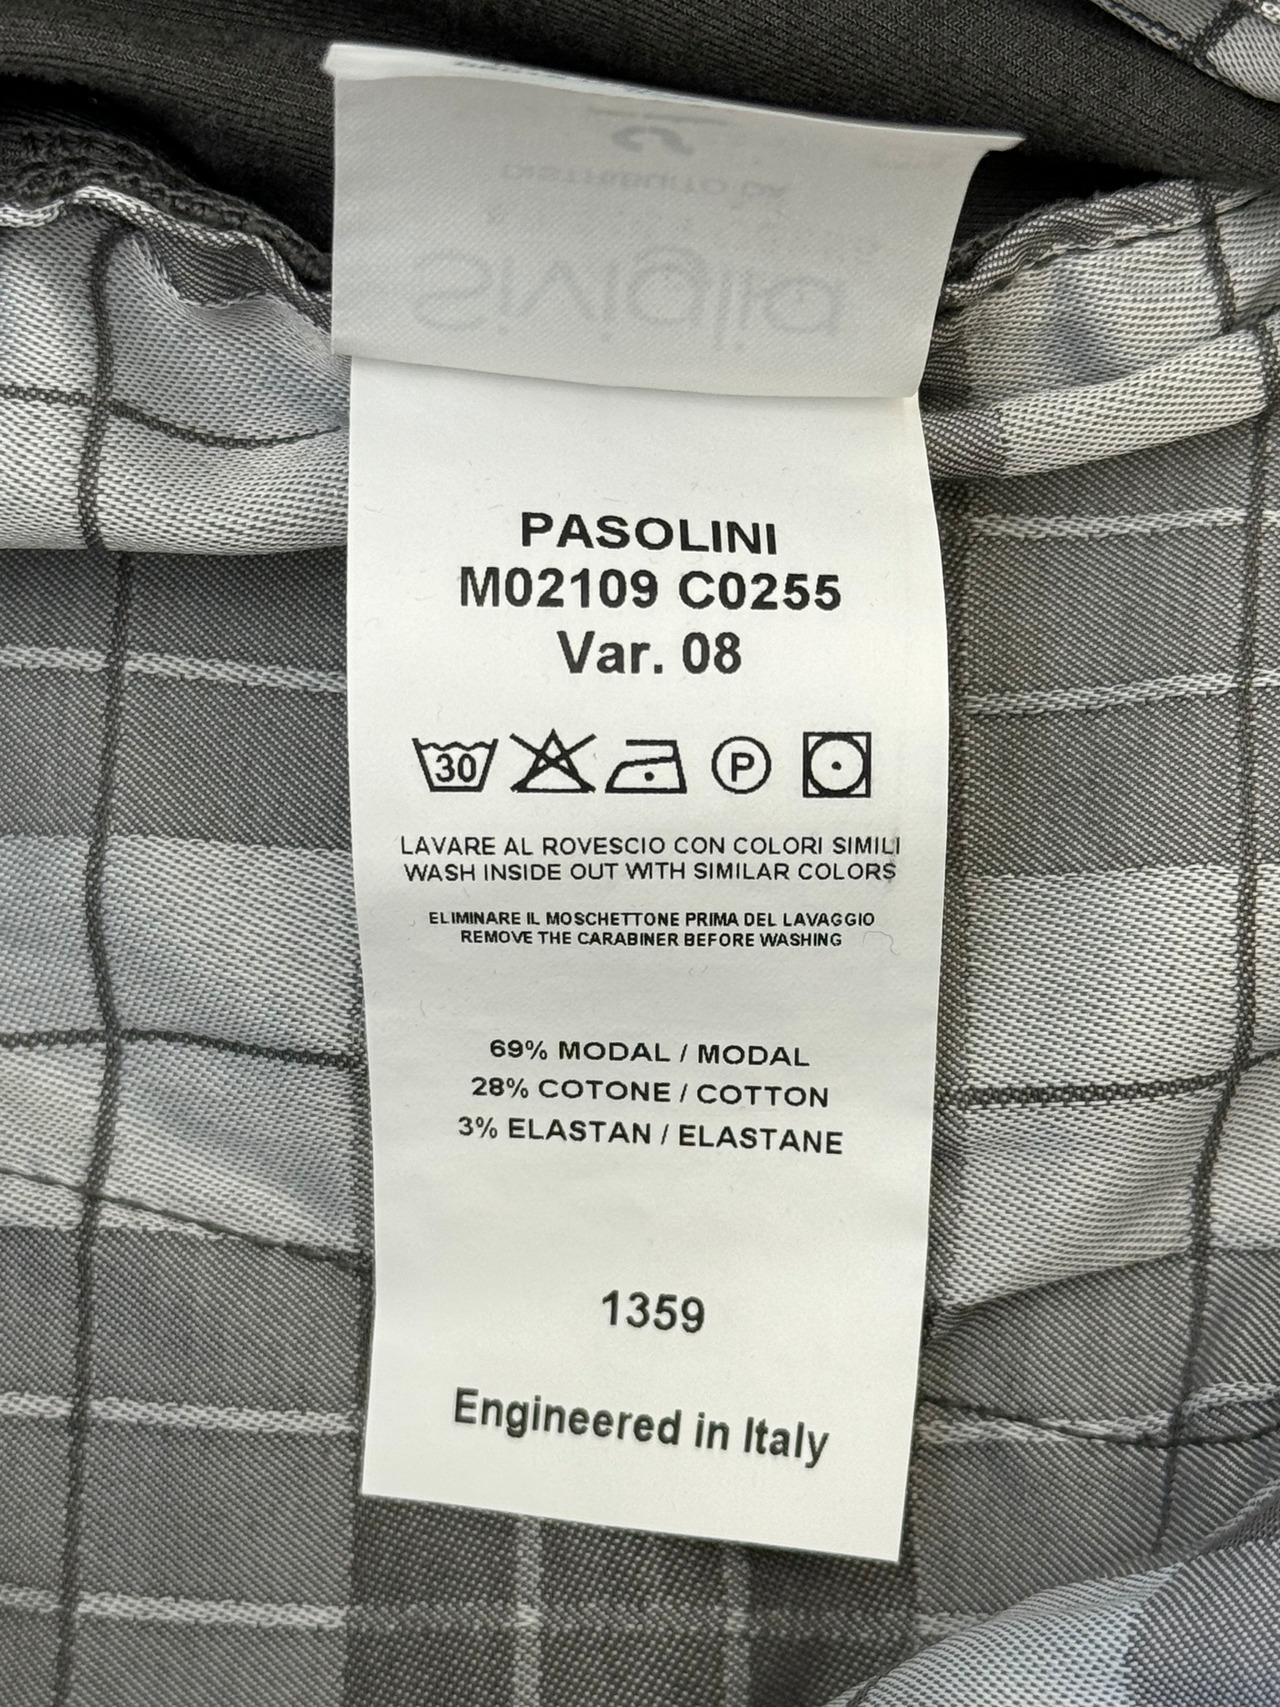 Siviglia
PASOLINI
M02109 C0255
Var. 08
30
P
LAVARE AL ROVESCIO CON COLORI SIMILI
WASH INSIDE OUT WITH SIMILAR COLORS
ELIMINARE IL MOSCHETTONE PRIMA DEL LAVAGGIO
REMOVE THE CARABINER BEFORE WASHING
69% MODAL / MODAL
28% COTONE / COTTON
3% ELASTAN / ELASTANE
1359
Engineered in Italy